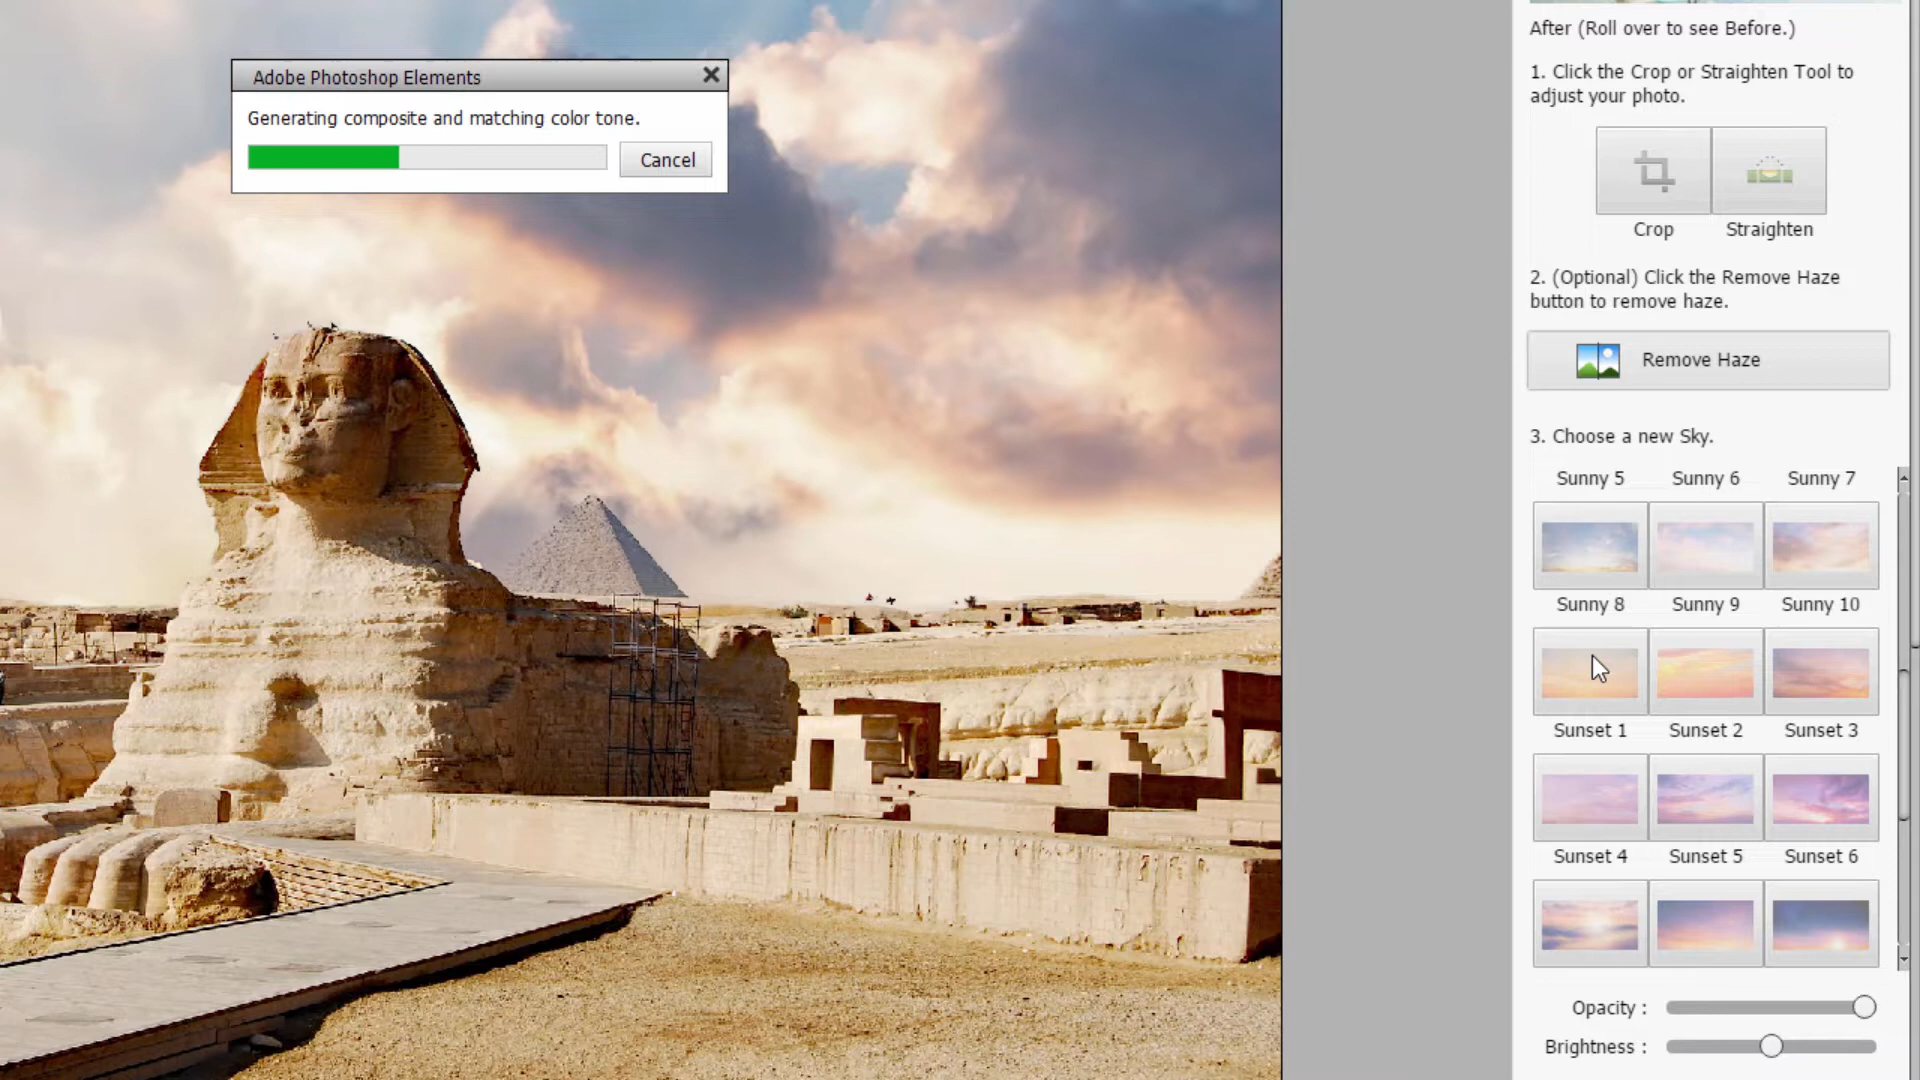 Adobe Photoshop Elements
Generating composite and matching color tone.
Cancel
After (Roll over to see Before.)
1. Click the Crop or Straighten Tool to
adjust your photo.
Crop Straighten
2. (Optional) Click the Remove Haze
button to remove haze.
Remove Haze
3. Choose a new Sky.
Sunny 5 Sunny 6 Sunny 7
Sunny 8 Sunny 9 Sunny 10
Sunset 1 Sunset 2 Sunset 3
Sunset 4 Sunset 5 Sunset 6
Opacity :
Brightness :